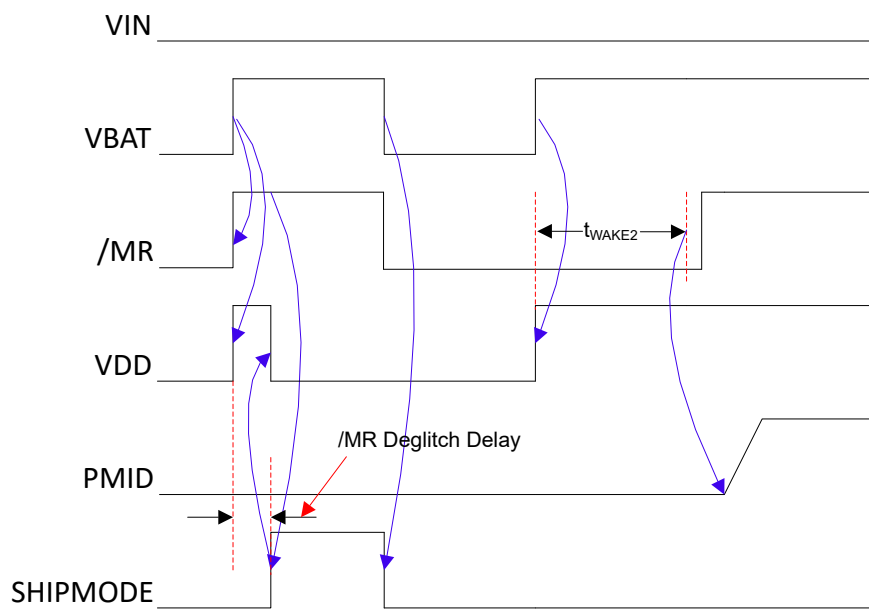 VIN
VBAT
/MR
tWAKE2
VDD
/MR Deglitch Delay
PMID
SHIPMODE